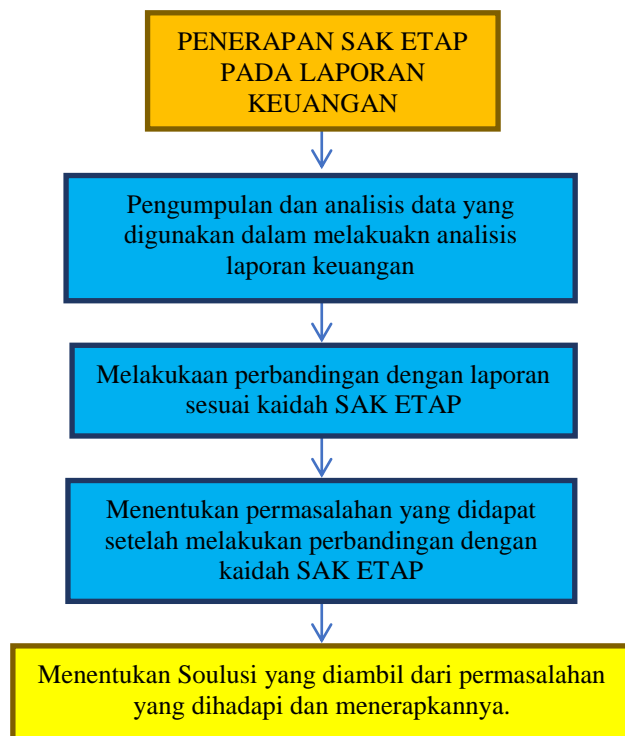 PENERAPAN SAK ETAP
PADA LAPORAN
KEUANGAN
Pengumpulan dan analisis data yang
digunakan dalam melakuakn analisis
laporan keuangan
Melakukaan perbandingan dengan laporan
sesuai kaidah SAK ETAP
Menentukan permasalahan yang didapat
setelah melakukan perbandingan dengan
kaidah SAK ETAP
Menentukan Soulusi yang diambil dari permasalahan
yang dihadapi dan menerapkannya.